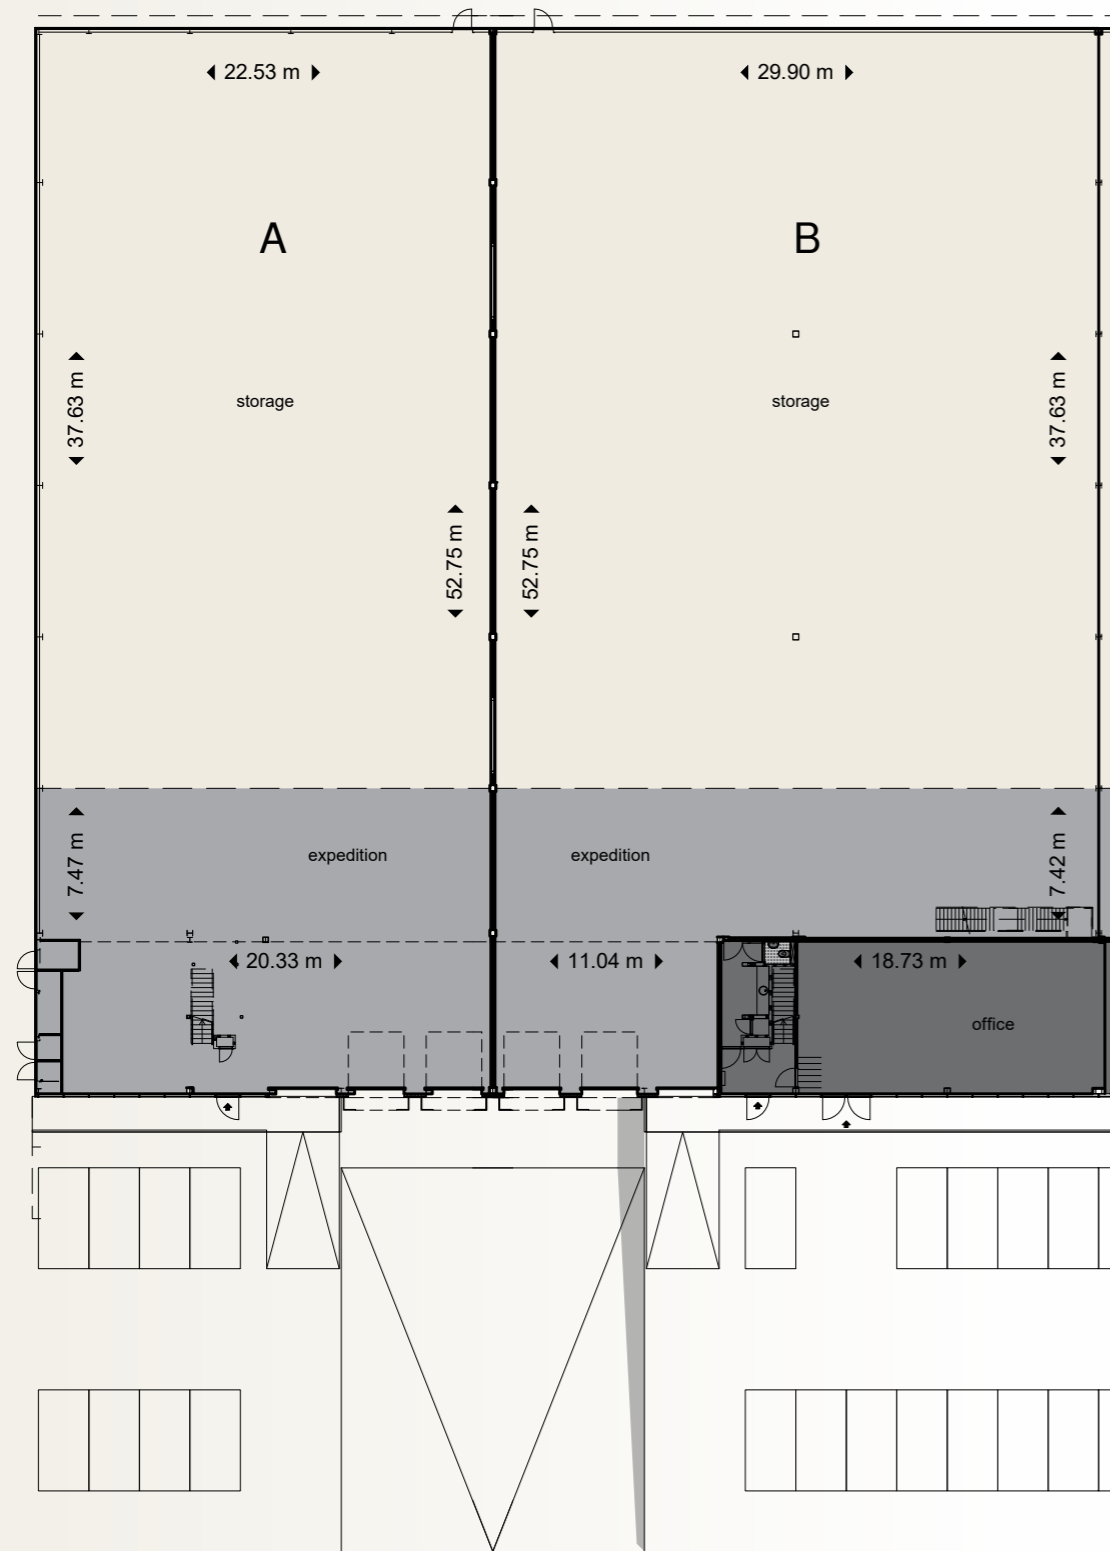 22.53 m
29.90 m
A
B
37.63 m
storage
storage
37.63 m
52.75 m
52.75 m
7.47 m
expedition
expedition
7.42 m
20.33 m
11.04 m
18.73 m
office